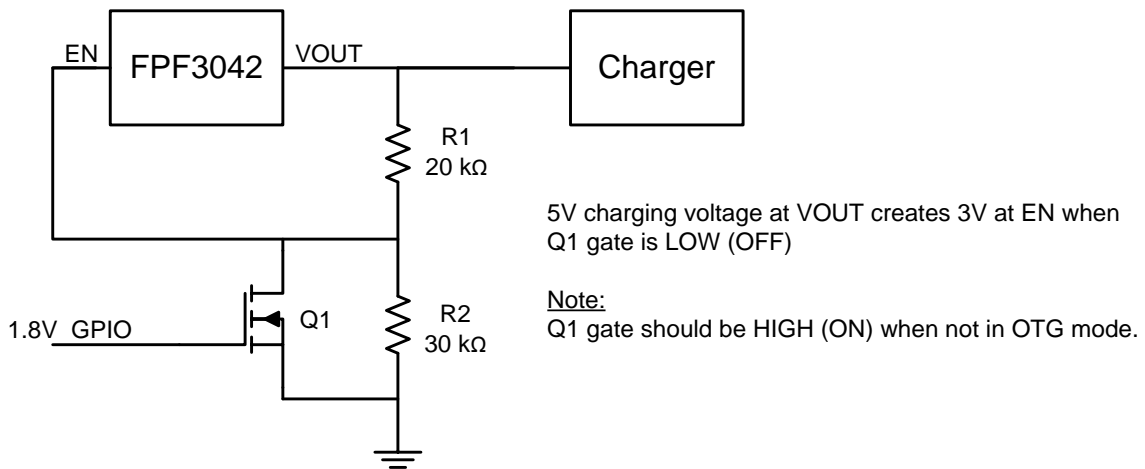 EN
FPF3042
VOUT
Charger
R1
20 kΩ
5V charging voltage at VOUT creates 3V at EN when
Q1 gate is LOW (OFF)
Note:
Q1 gate should be HIGH (ON) when not in OTG mode.
Q1
R2
30 kΩ
1.8V GPIO